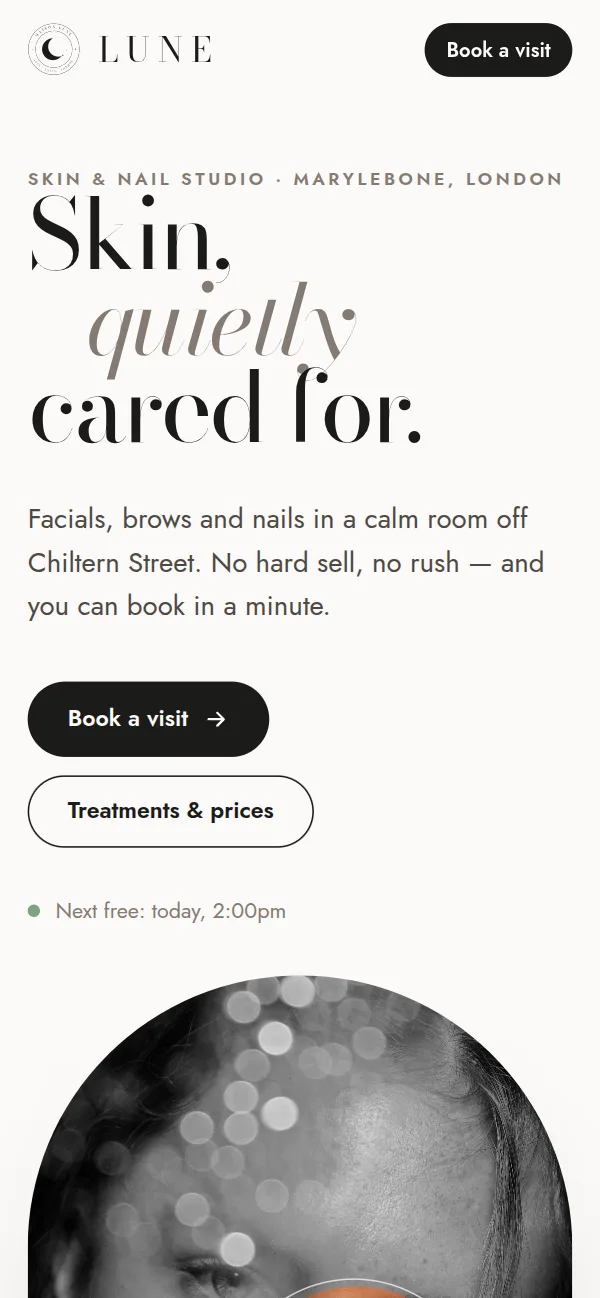 LUNE
Book a visit
SKIN & NAIL STUDIO · MARYLEBONE, LONDON
Skin,
quietly
cared for.
Facials, brows and nails in a calm room off
Chiltern Street. No hard sell, no rush — and
you can book in a minute.
Book a visit →
Treatments & prices
Next free: today, 2:00pm